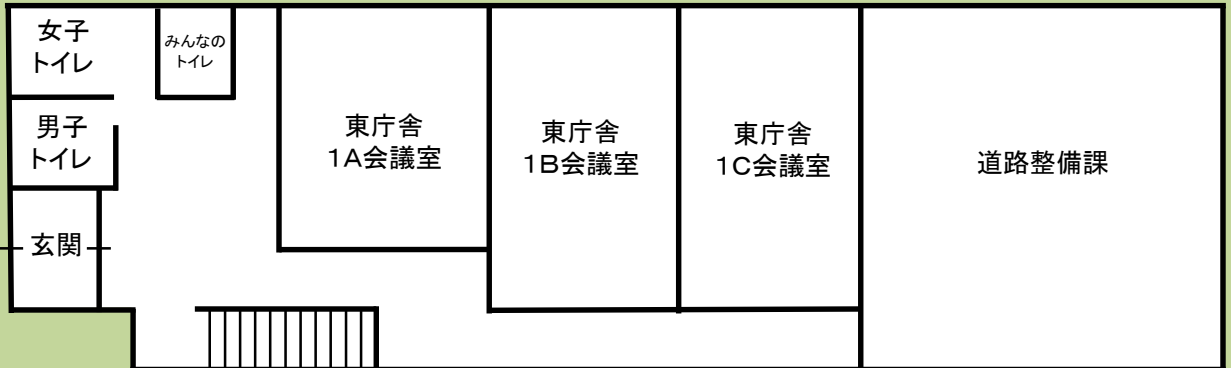 女子
トイレ
みんなの
トイレ
男子
トイレ
玄関
東庁舎
1A会議室
東庁舎
1B会議室
東庁舎
1C会議室
道路整備課